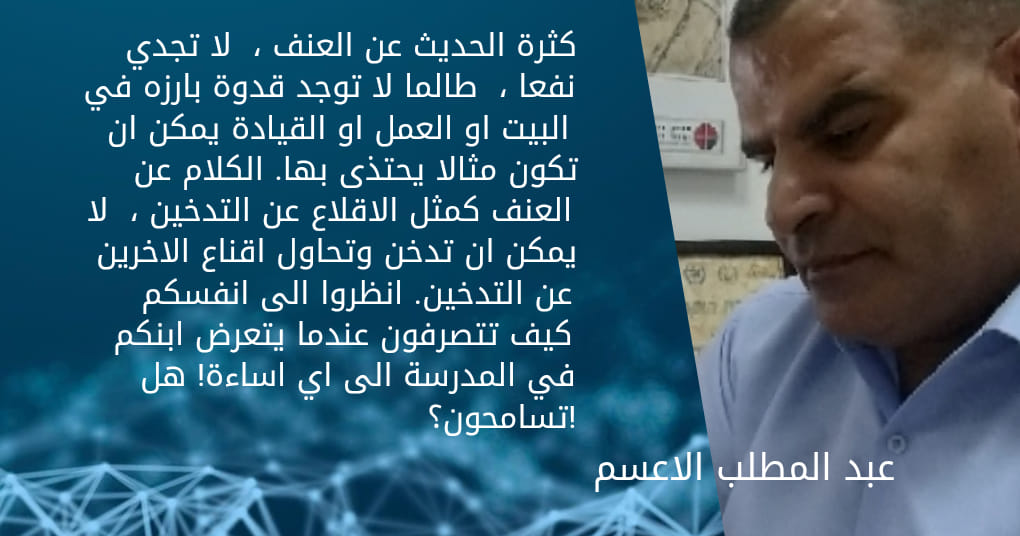 كثرة الحديث عن العنف ، لا تجدي
نفعا ، طالما لا توجد قدوة بارزه في
البيت او العمل او القيادة يمكن ان
تكون مثالا يحتذى بها. الكلام عن
العنف كمثل الاقلاع عن التدخين ، لا
يمكن ان تدخن وتحاول اقناع الاخرين
عن التدخين. انظروا الى انفسكم
كيف تتصرفون عندما يتعرض ابنكم
في المدرسة الى اي اساءة! هل
تسامحون؟!
عبد المطلب الاعسم